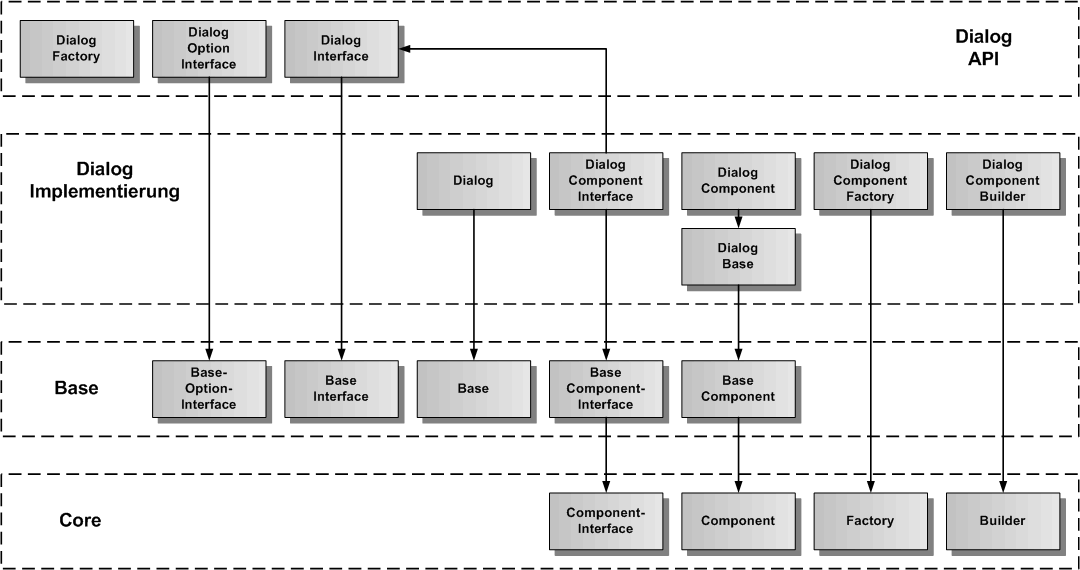 Dialog
Factory
Dialog
Option
Interface
Dialog
Interface
Dialog
API
Dialog
Implementierung
Dialog
Dialog
Component
Interface
Dialog
Component
Dialog
Component
Factory
Dialog
Component
Builder
Dialog
Base
Base
Base-
Option-
Interface
Base
Interface
Base
Base
Component-
Interface
Base
Component
Core
Component-
Interface
Component
Factory
Builder